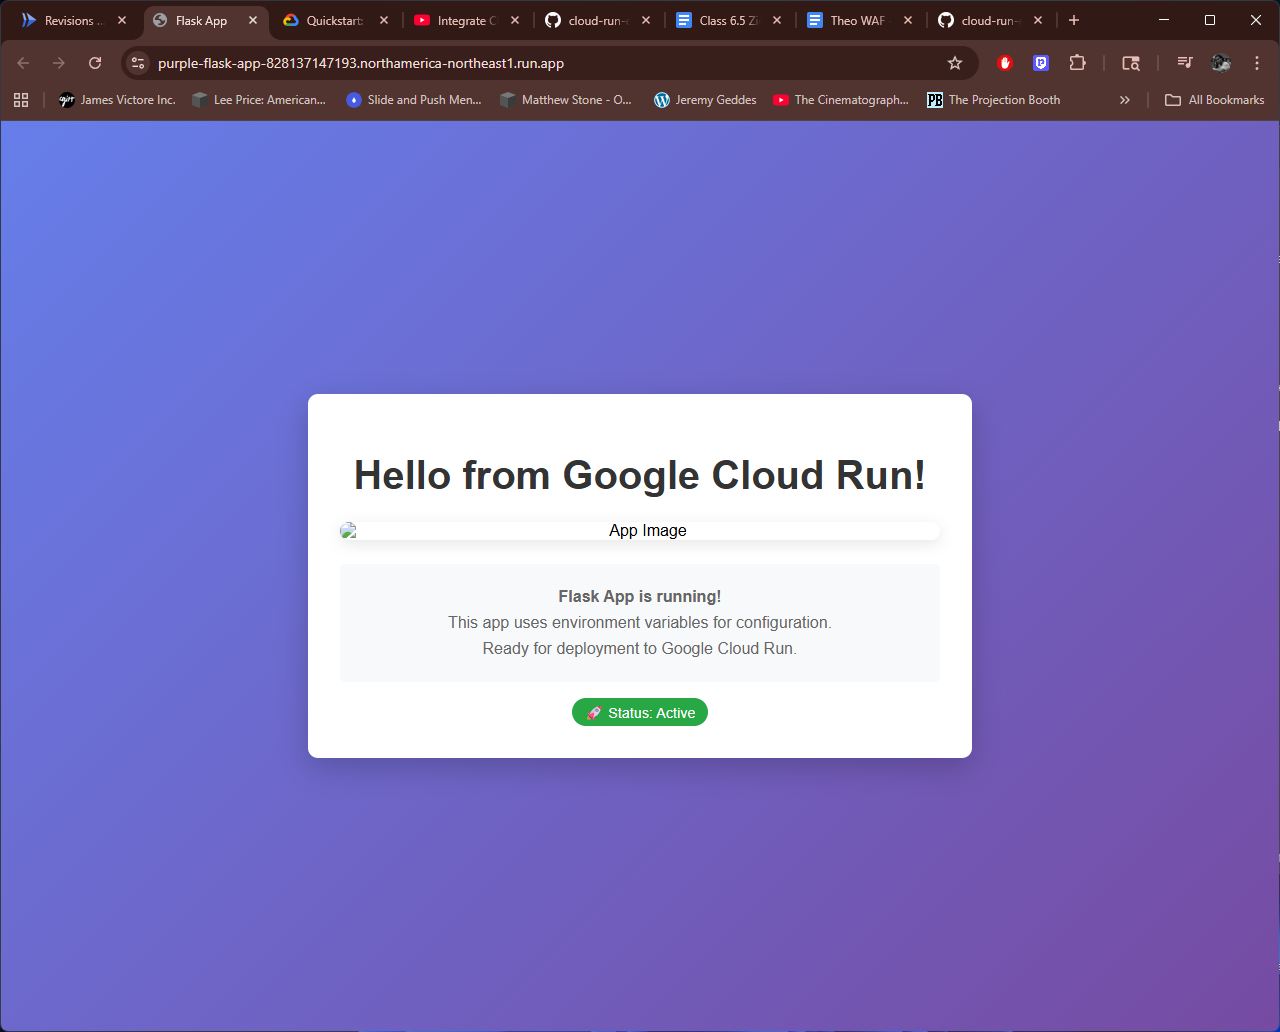 Revisions ...
Flask App
Quickstart:
Integrate C
cloud-run-
Class 6.5 Zi
Theo WAF
cloud-run-
purple-flask-app-828137147193.northamerica-northeast1.run.app
James Victore Inc.
Lee Price: American...
Slide and Push Men...
Matthew Stone - O...
Jeremy Geddes
The Cinematograph...
PB
The Projection Booth
All Bookmarks
Hello from Google Cloud Run!
App Image
Flask App is running!
This app uses environment variables for configuration.
Ready for deployment to Google Cloud Run.
🚀 Status: Active